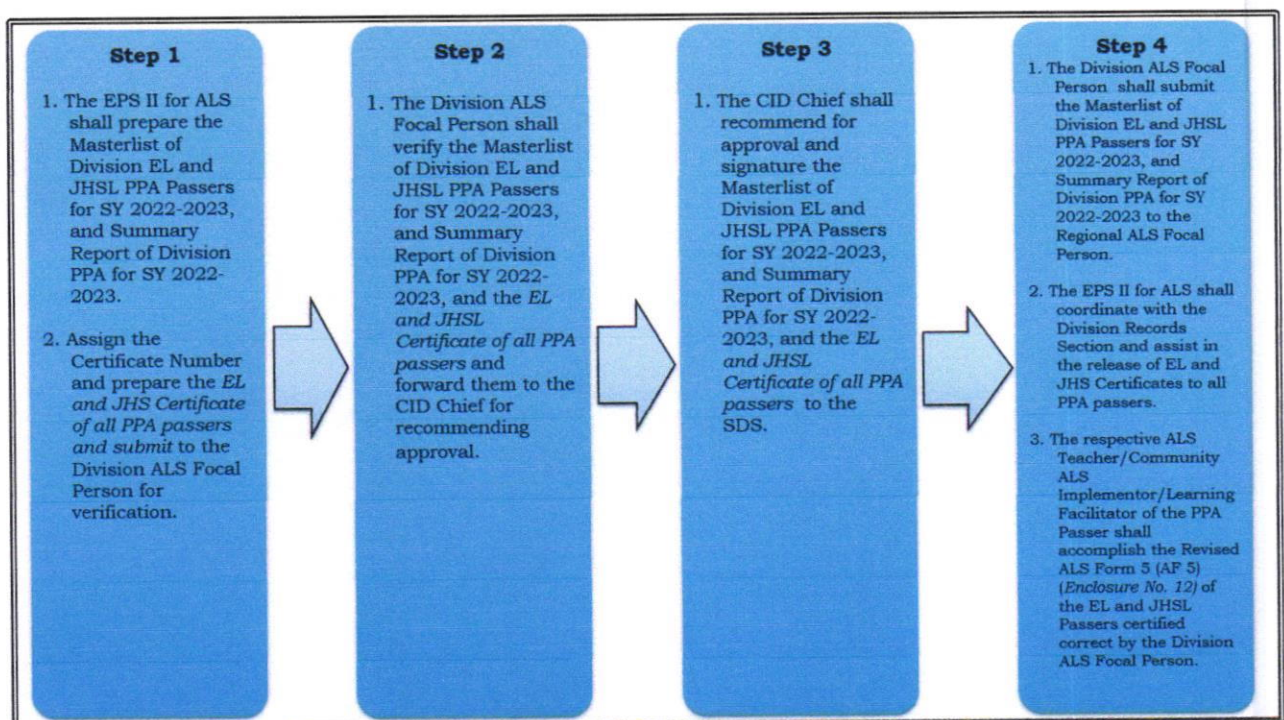 Step 1
1. The EPS II for ALS
shall prepare the
Masterlist of
Division EL and
JHSL PPA Passers
for SY 2022-2023,
and Summary
Report of Division
PPA for SY 2022-
2023.
2. Assign the
Certificate Number
and prepare the EL
and JHS Certificate
of all PPA passers
and submit to the
Division ALS Focal
Person for
verification.
Step 2
1. The Division ALS
Focal Person shall
verify the Masterlist
of Division EL and
JHSL PPA Passers
for SY 2022-2023,
and Summary
Report of Division
PPA for SY 2022-
2023, and the EL
and JHSL
Certificate of all PPA
passers and
forward them to the
CID Chief for
recommending
approval.
Step 3
1. The CID Chief shall
recommend for
approval and
signature the
Masterlist of
Division EL and
JHSL PPA Passers
for SY 2022-2023,
and Summary
Report of Division
PPA for SY 2022-
2023, and the EL
and JHSL
Certificate of all PPA
passers to the
SDS.
Step 4
1. The Division ALS Focal
Person shall submit
the Masterlist of
Division EL and JHSL
PPA Passers for SY
2022-2023, and
Summary Report of
Division PPA for SY
2022-2023 to the
Regional ALS Focal
Person.
2. The EPS II for ALS shall
coordinate with the
Division Records
Section and assist in
the release of EL and
JHS Certificates to all
PPA passers.
3. The respective ALS
Teacher/Community
ALS
Implementor/Learning
Facilitator of the PPA
Passer shall
accomplish the Revised
ALS Form 5 (AF 5)
(Enclosure No. 12) of
the EL and JHSL
Passers certified
correct by the Division
ALS Focal Person.